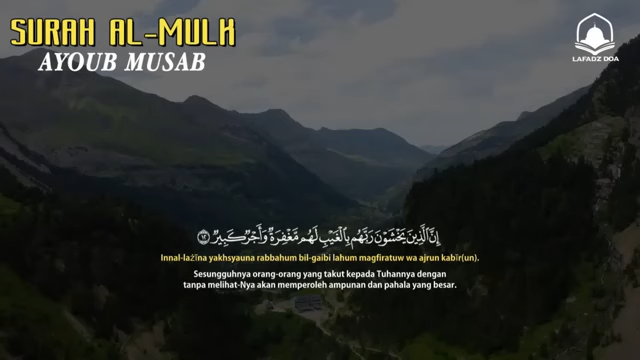 SURAH AL-MULK
AYOUB MUSAB
LAFADZ DOA
إِنَّ الَّذِينَ يَخْشَوْنَ رَبَّهُم بِالْغَيْبِ لَهُم مَّغْفِرَةٌ وَأَجْرٌ كَبِيرٌ ١٢
Innal-lażīna yakhsyauna rabbahum bil-gaibi lahum magfiratuw wa ajrun kabīr(un).
Sesungguhnya orang-orang yang takut kepada Tuhannya dengan
tanpa melihat-Nya akan memperoleh ampunan dan pahala yang besar.